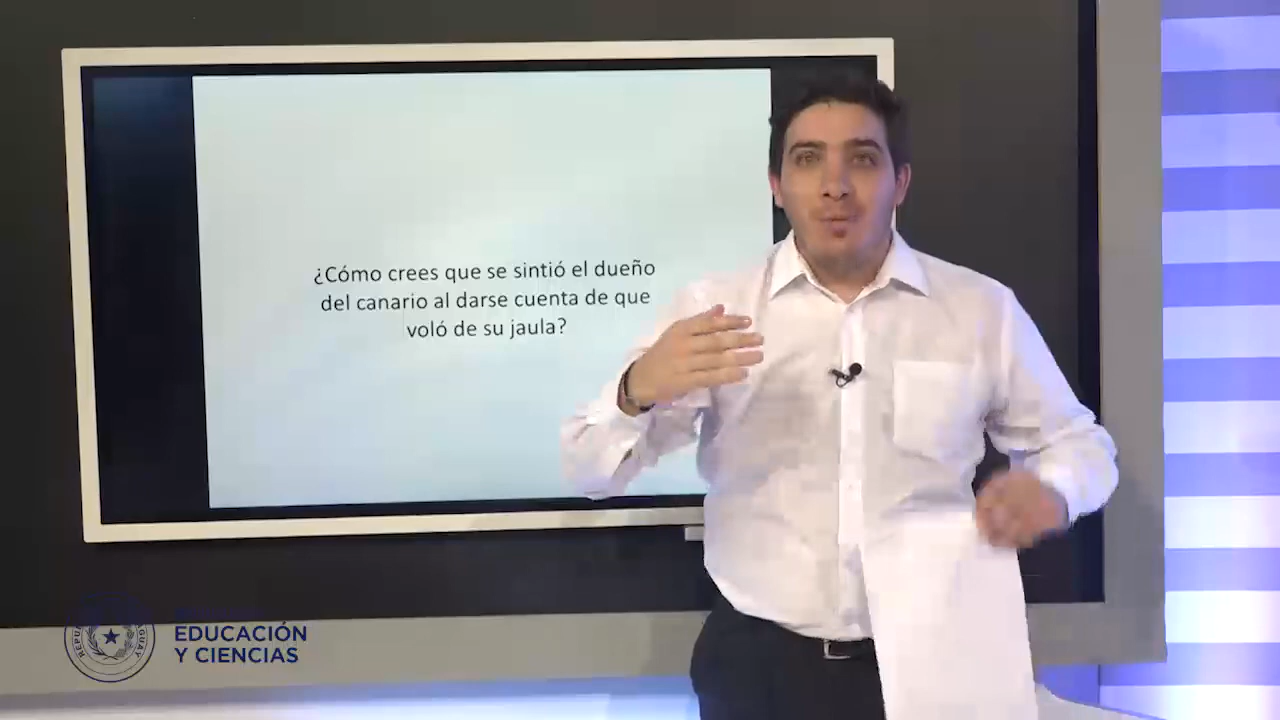 ¿Cómo crees que se sintió el dueño
del canario al darse cuenta de que
voló de su jaula?
EDUCACIÓN
Y CIENCIAS